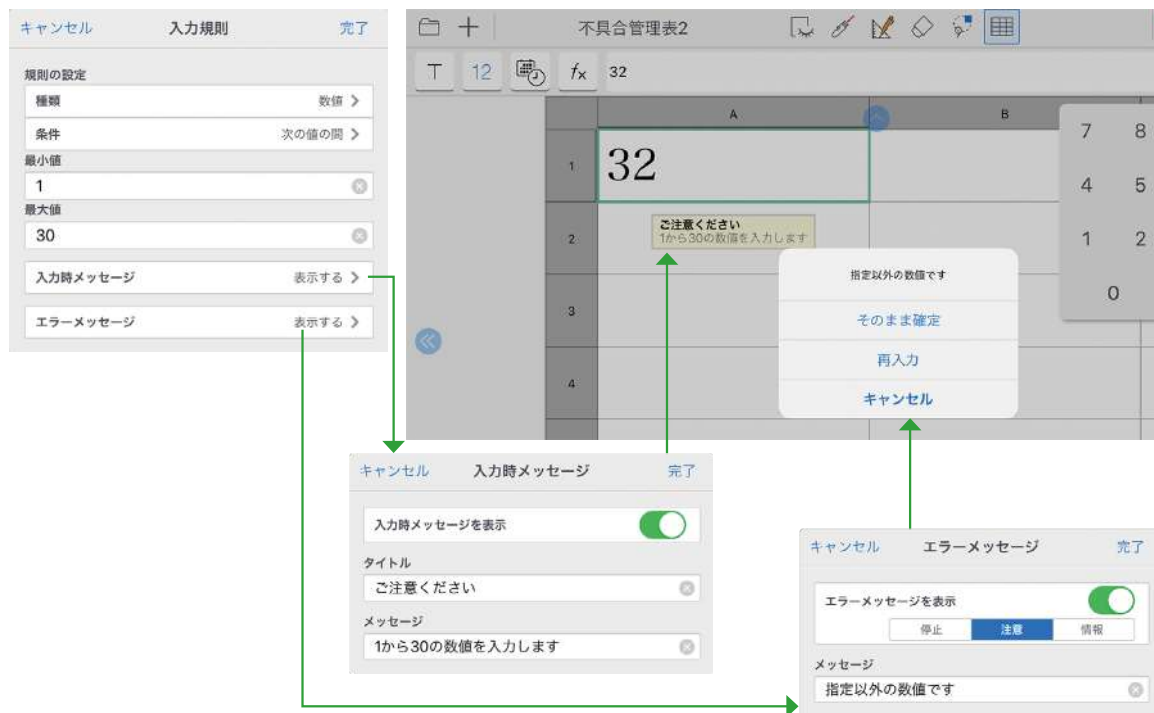 キャンセル 入力規則 完了
規則の設定
種類 数値
条件 次の値の間
最小値
1
最大値
30
入力時メッセージ 表示する
エラーメッセージ 表示する
不具合管理表2
T 12 fx 32
A B
1 32
2
3
4
ご注意ください
1から30の数値を入力します
7 8
4 5
1 2
0
指定以外の数値です
そのまま確定
再入力
キャンセル
キャンセル 入力時メッセージ 完了
入力時メッセージを表示
タイトル
ご注意ください
メッセージ
1から30の数値を入力します
キャンセル エラーメッセージ 完了
エラーメッセージを表示
停止 注意 情報
メッセージ
指定以外の数値です